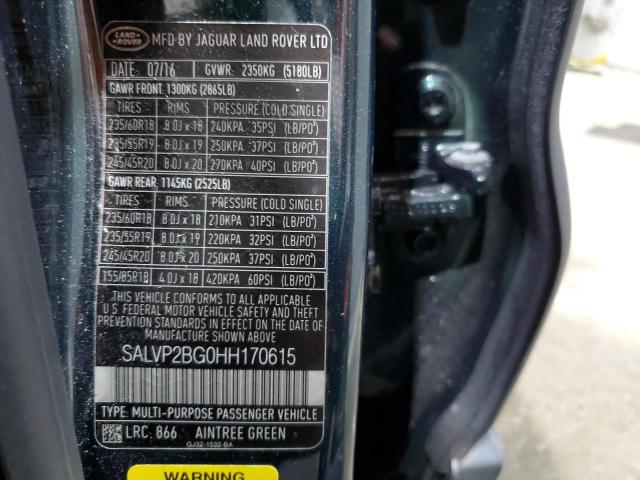 LAND ROVER
MFD BY JAGUAR LAND ROVER LTD
DATE 07/16 GVWR: 2350KG (5180LB)
GAWR FRONT: 1300KG (2865LB)
TIRES RIMS PRESSURE (COLD SINGLE)
235/60R18 8.0J x 18 240KPA 35PSI (LB/PO²)
235/55R19 8.0J x 19 250KPA 37PSI (LB/PO²)
245/45R20 8.0J x 20 270KPA 40PSI (LB/PO²)
GAWR REAR: 1145KG (2525LB)
TIRES RIMS PRESSURE (COLD SINGLE)
235/60R18 8.0J x 18 210KPA 31PSI (LB/PO²)
235/55R19 8.0J x 19 220KPA 32PSI (LB/PO²)
245/45R20 8.0J x 20 250KPA 37PSI (LB/PO²)
155/85R18 4.0J x 18 420KPA 60PSI (LB/PO²)
THIS VEHICLE CONFORMS TO ALL APPLICABLE
U.S FEDERAL MOTOR VEHICLE SAFETY AND THEFT
PREVENTION STANDARDS IN EFFECT ON THE DATE OF
MANUFACTURE SHOWN ABOVE.
SALVP2BG0HH170615
TYPE: MULTI-PURPOSE PASSENGER VEHICLE
LRC: 866 AINTREE GREEN
GJ32-1532-BA
WARNING